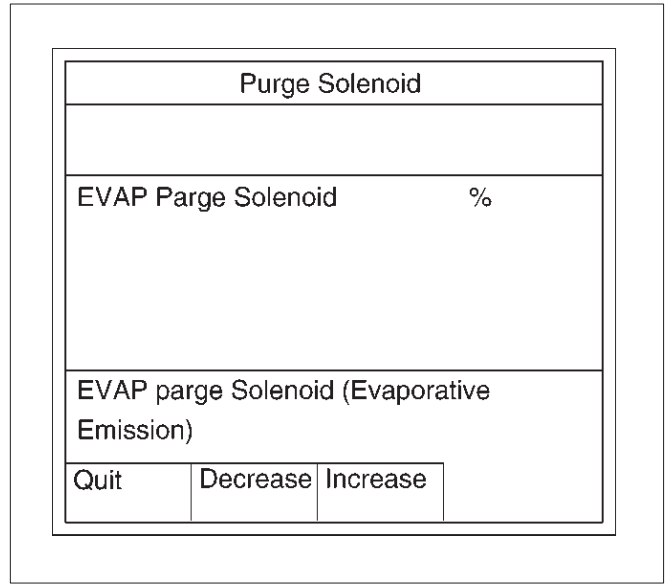 Purge Solenoid
EVAP Parge Solenoid %
EVAP parge Solenoid (Evaporative
Emission)
Quit Decrease Increase